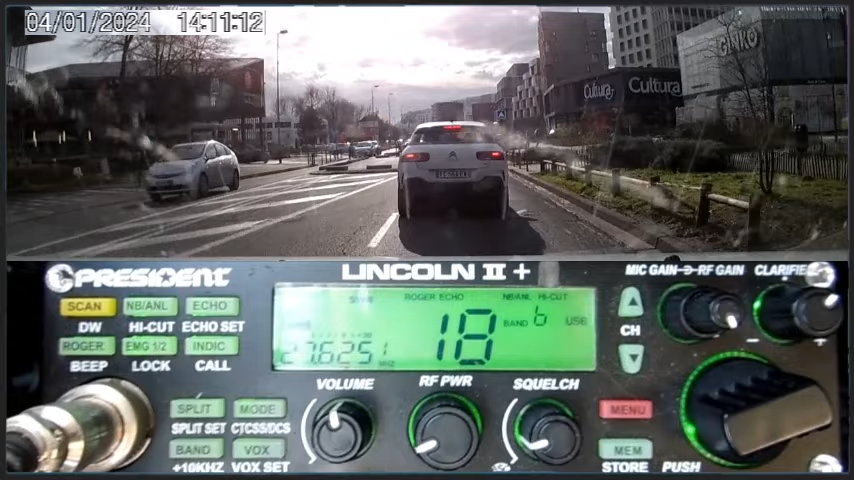 04/01/2024 14:11:12
GiNKO
Cultura Cultura
PRESIDENT LINCOLN II + MIC GAIN RF GAIN CLARIFIER
SCAN NB/ANL ECHO
DW HI-CUT ECHO SET
ROGER EMG 1/2 INDIC
BEEP LOCK CALL
ROGER ECHO NB/ANL HI-CUT
18 BAND b USB
27.6251 MHz
CH
VOLUME RF PWR SQUELCH
SPLIT MODE
SPLIT SET CTCSS/DCS
BAND VOX
+10KHZ VOX SET
MENU
MEM
STORE PUSH
- +